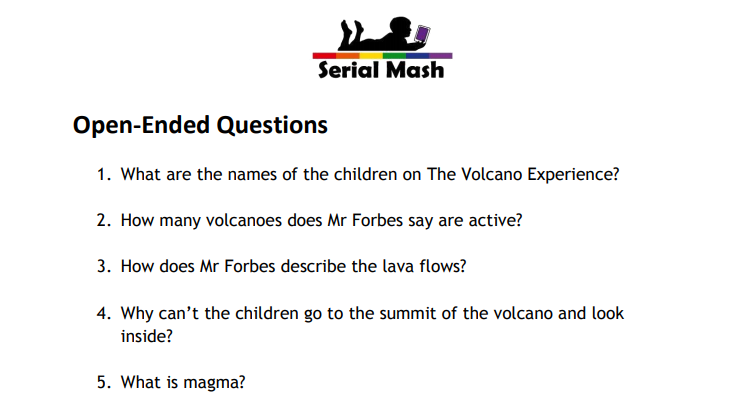 Serial Mash
Open-Ended Questions
1. What are the names of the children on The Volcano Experience?
2. How many volcanoes does Mr Forbes say are active?
3. How does Mr Forbes describe the lava flows?
4. Why can’t the children go to the summit of the volcano and look
inside?
5. What is magma?